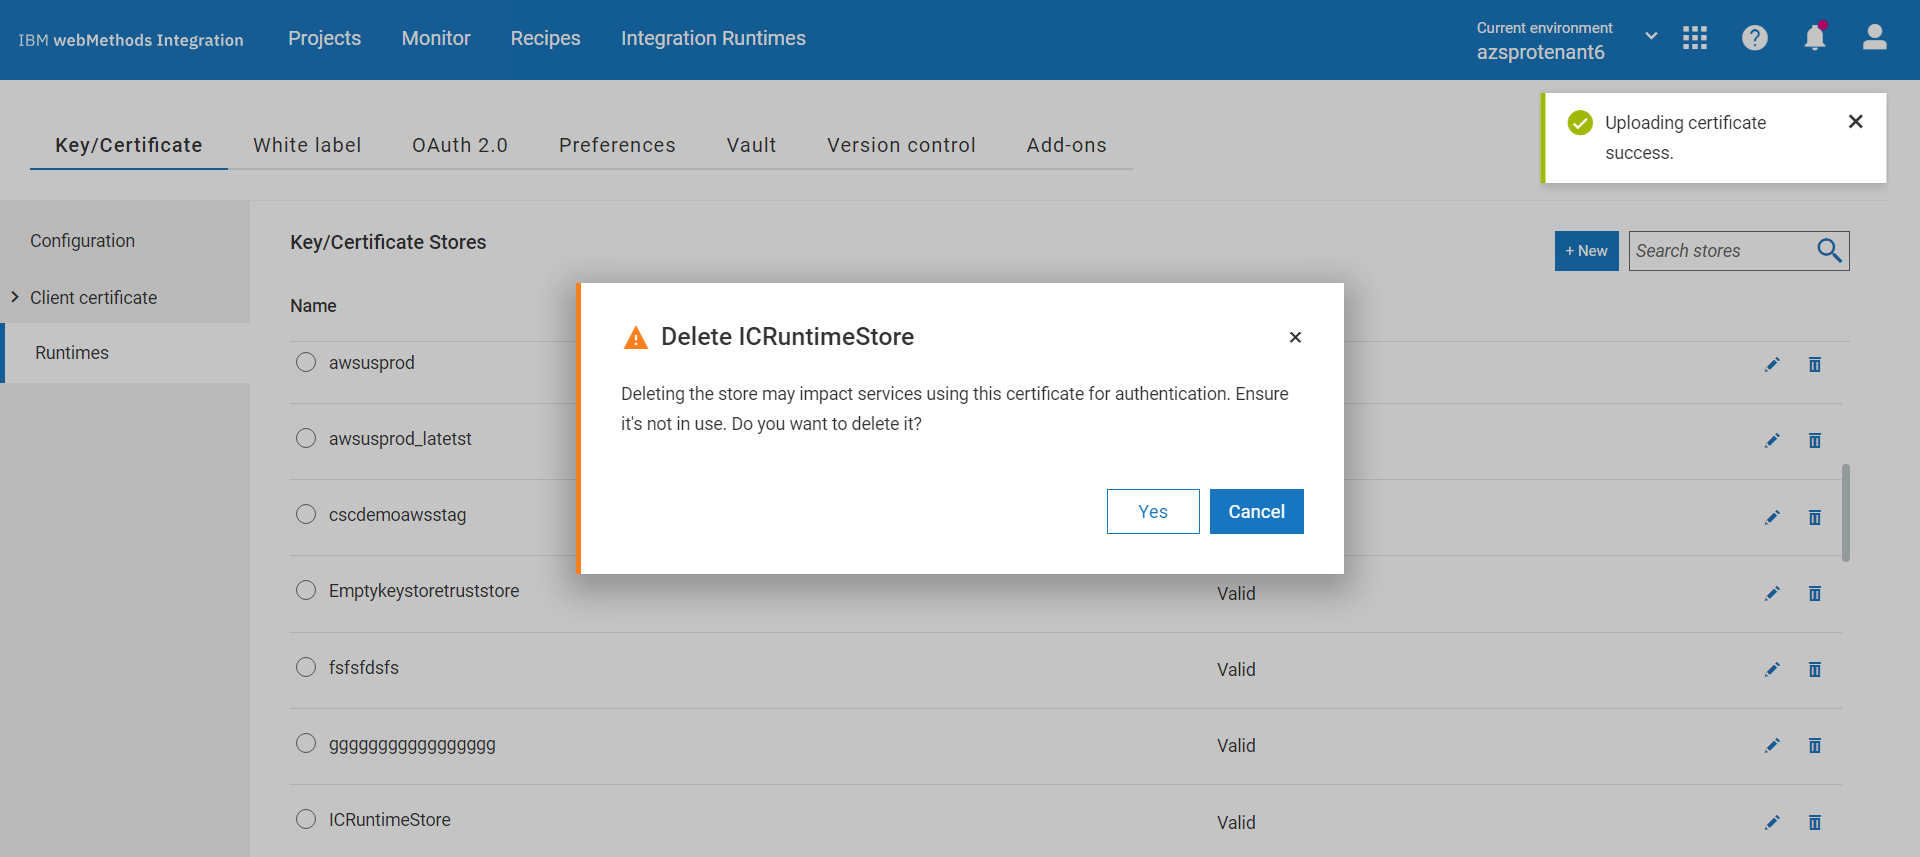 IBM webMethods Integration
Projects
Monitor
Recipes
Integration Runtimes
Current environment
azsprotenant6
Key/Certificate
White label
OAuth 2.0
Preferences
Vault
Version control
Add-ons
Uploading certificate
success.
Configuration
Client certificate
Runtimes
Key/Certificate Stores
+ New
Search stores
Name
Delete ICRuntimeStore
Deleting the store may impact services using this certificate for authentication. Ensure
it's not in use. Do you want to delete it?
Yes
Cancel
awsusprod
awsusprod_latetst
cscdemoawsstag
Emptykeystoretruststore
Valid
fsfsfdsfs
Valid
ggggggggggggggggg
Valid
ICRuntimeStore
Valid